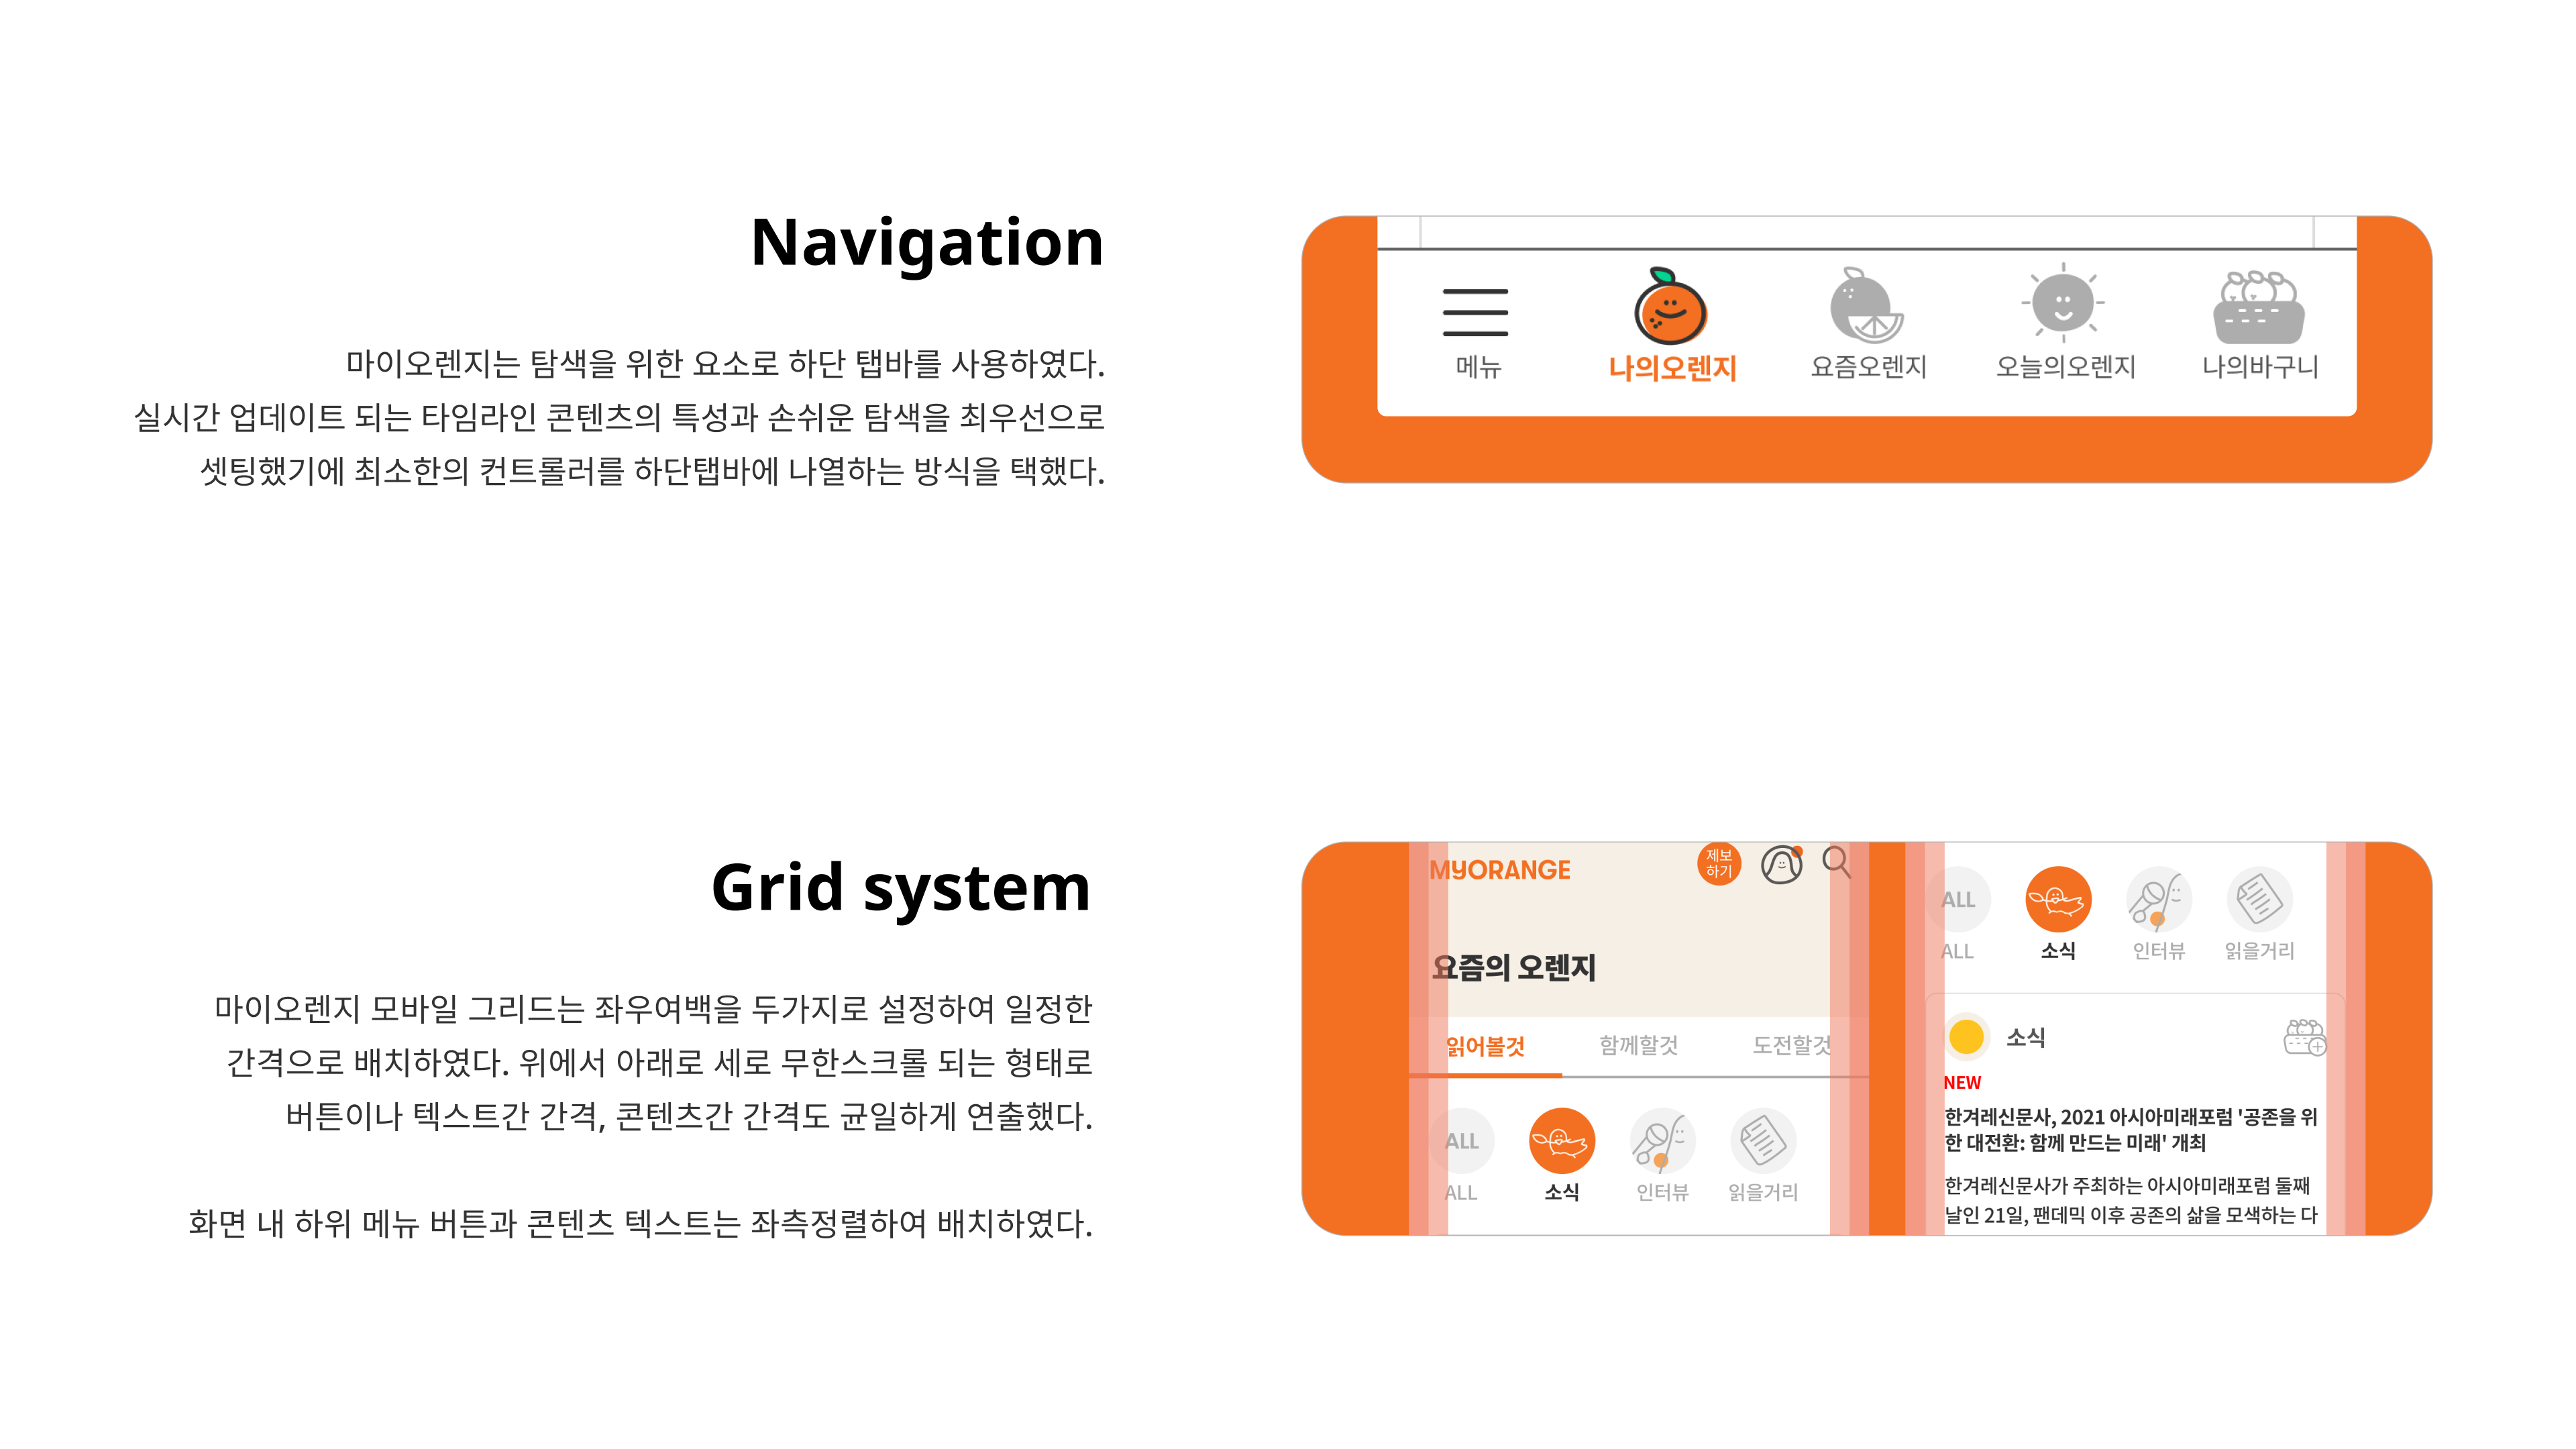 Navigation
마이오렌지는 탐색을 위한 요소로 하단 탭바를 사용하였다.
실시간 업데이트 되는 타임라인 콘텐츠의 특성과 손쉬운 탐색을 최우선으로
셋팅했기에 최소한의 컨트롤러를 하단탭바에 나열하는 방식을 택했다.
메뉴
나의오렌지
요즘오렌지
오늘의오렌지
나의바구니
Grid system
마이오렌지 모바일 그리드는 좌우여백을 두가지로 설정하여 일정한
간격으로 배치하였다. 위에서 아래로 세로 무한스크롤 되는 형태로
버튼이나 텍스트간 간격, 콘텐츠간 간격도 균일하게 연출했다.
화면 내 하위 메뉴 버튼과 콘텐츠 텍스트는 좌측정렬하여 배치하였다.
MYORANGE
제보
하기
요즘의 오렌지
읽어볼것
함께할것
도전할것
ALL
ALL
소식
인터뷰
읽을거리
ALL
ALL
소식
인터뷰
읽을거리
소식
NEW
한겨레신문사, 2021 아시아미래포럼 '공존을 위
한 대전환: 함께 만드는 미래' 개최
한겨레신문사가 주최하는 아시아미래포럼 둘째
날인 21일, 팬데믹 이후 공존의 삶을 모색하는 다